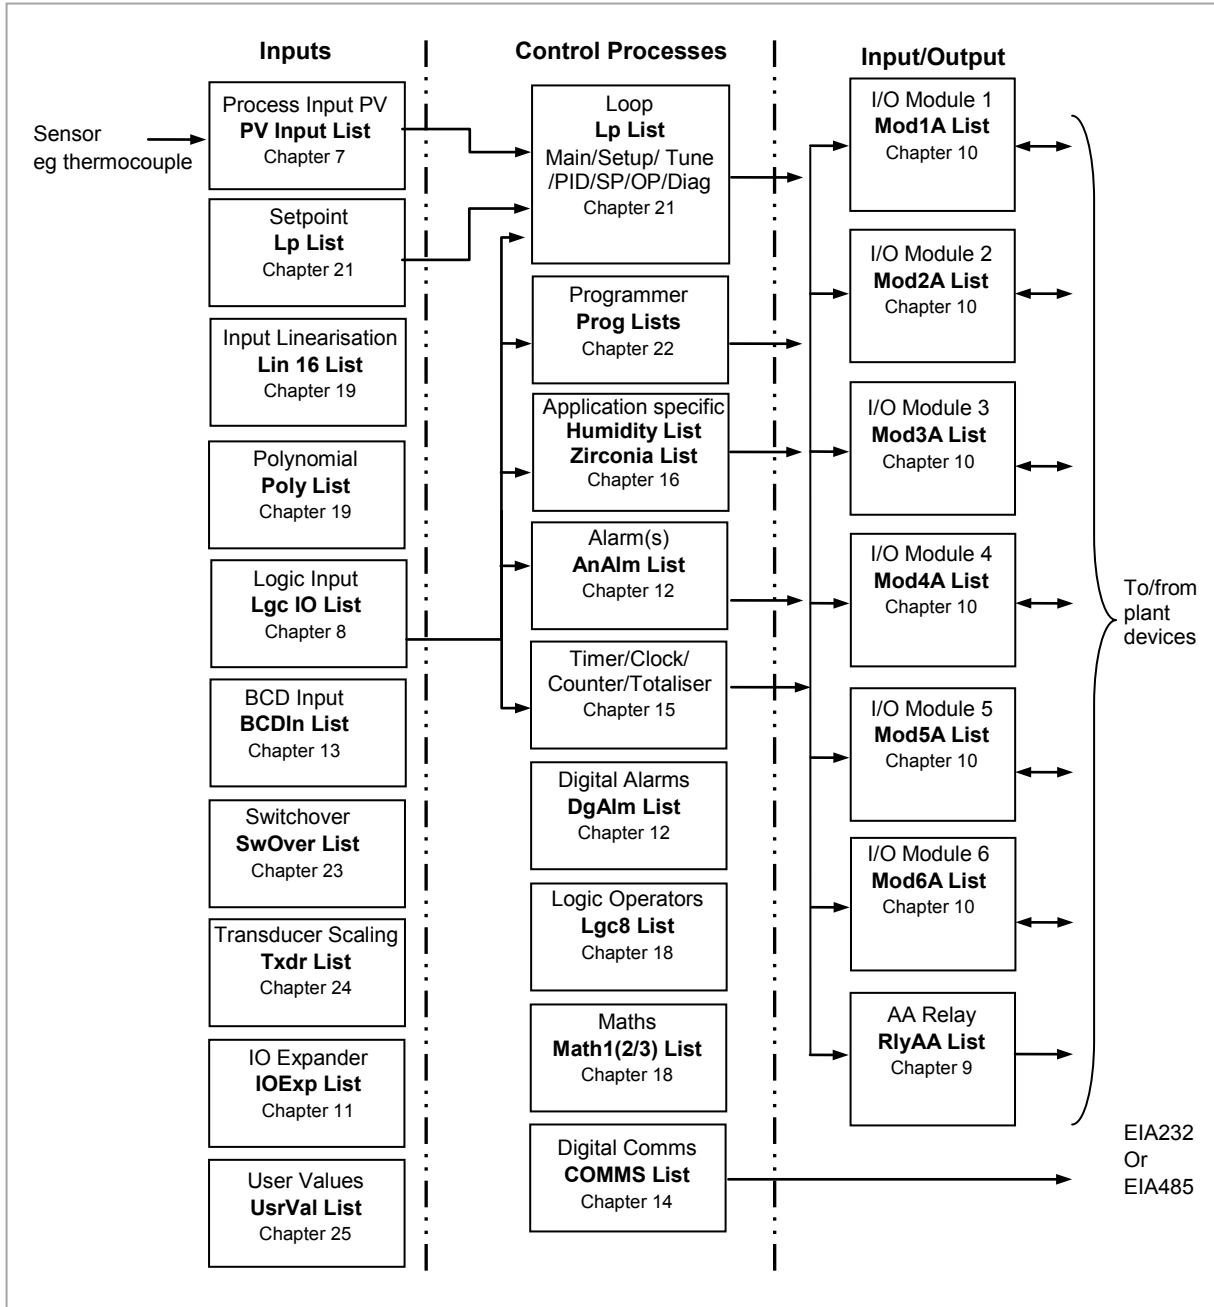 Inputs
Control Processes
Input/Output
Sensor
eg thermocouple
Process Input PV
PV Input List
Chapter 7
Setpoint
Lp List
Chapter 21
Input Linearisation
Lin 16 List
Chapter 19
Polynomial
Poly List
Chapter 19
Logic Input
Lgc IO List
Chapter 8
BCD Input
BCDIn List
Chapter 13
Switchover
SwOver List
Chapter 23
Transducer Scaling
Txdr List
Chapter 24
IO Expander
IOExp List
Chapter 11
User Values
UsrVal List
Chapter 25
Loop
Lp List
Main/Setup/ Tune
/PID/SP/OP/Diag
Chapter 21
Programmer
Prog Lists
Chapter 22
Application specific
Humidity List
Zirconia List
Chapter 16
Alarm(s)
AnAlm List
Chapter 12
Timer/Clock/
Counter/Totaliser
Chapter 15
Digital Alarms
DgAlm List
Chapter 12
Logic Operators
Lgc8 List
Chapter 18
Maths
Math1(2/3) List
Chapter 18
Digital Comms
COMMS List
Chapter 14
I/O Module 1
Mod1A List
Chapter 10
I/O Module 2
Mod2A List
Chapter 10
I/O Module 3
Mod3A List
Chapter 10
I/O Module 4
Mod4A List
Chapter 10
I/O Module 5
Mod5A List
Chapter 10
I/O Module 6
Mod6A List
Chapter 10
AA Relay
RlyAA List
Chapter 9
To/from
plant
devices
EIA232
Or
EIA485